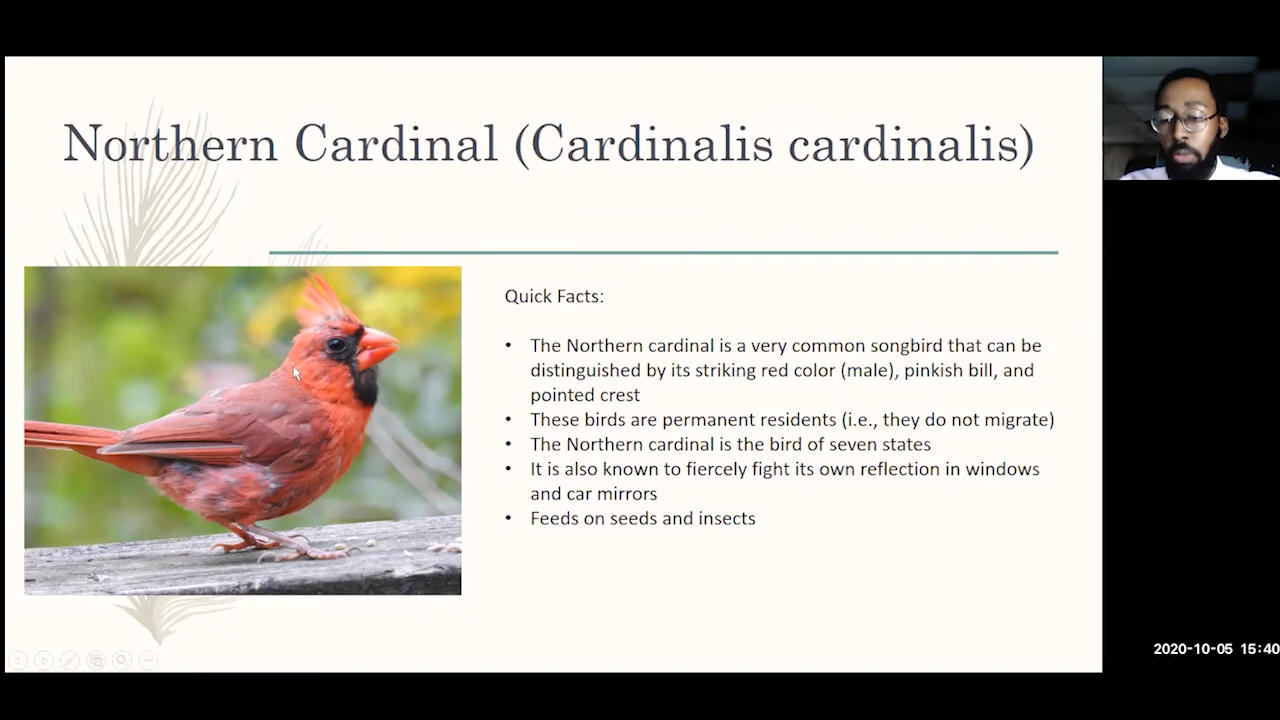 Northern Cardinal (Cardinalis cardinalis)
Quick Facts:
• The Northern cardinal is a very common songbird that can be
distinguished by its striking red color (male), pinkish bill, and
pointed crest
• These birds are permanent residents (i.e., they do not migrate)
• The Northern cardinal is the bird of seven states
• It is also known to fiercely fight its own reflection in windows
and car mirrors
• Feeds on seeds and insects
2020-10-05 15:40